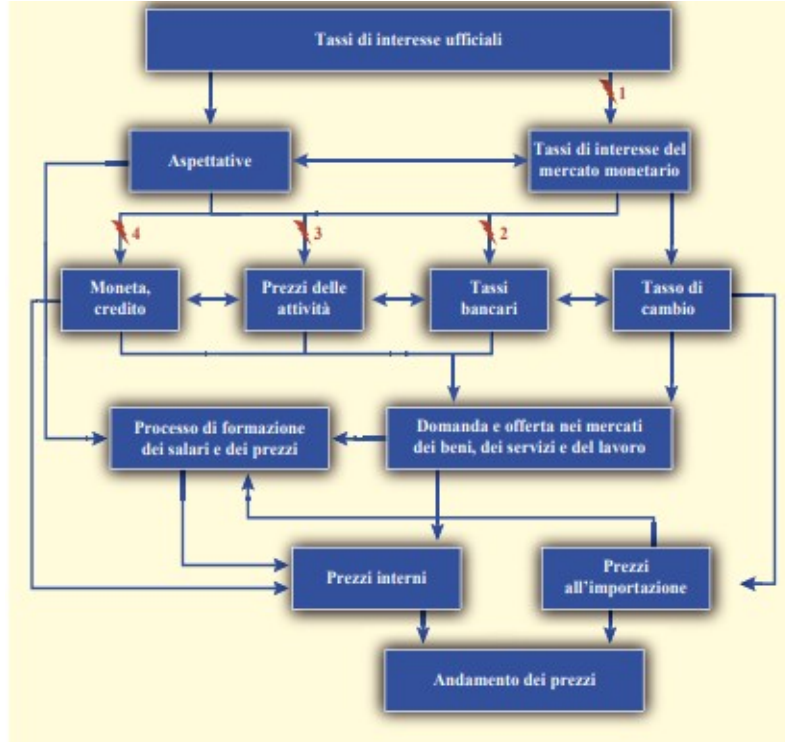 Tassi di interesse ufficiali
1
Aspettative
Tassi di interesse del
mercato monetario
4
3
2
Moneta,
credito
Prezzi delle
attività
Tassi
bancari
Tasso di
cambio
Processo di formazione
dei salari e dei prezzi
Domanda e offerta nei mercati
dei beni, dei servizi e del lavoro
Prezzi interni
Prezzi
all’importazione
Andamento dei prezzi